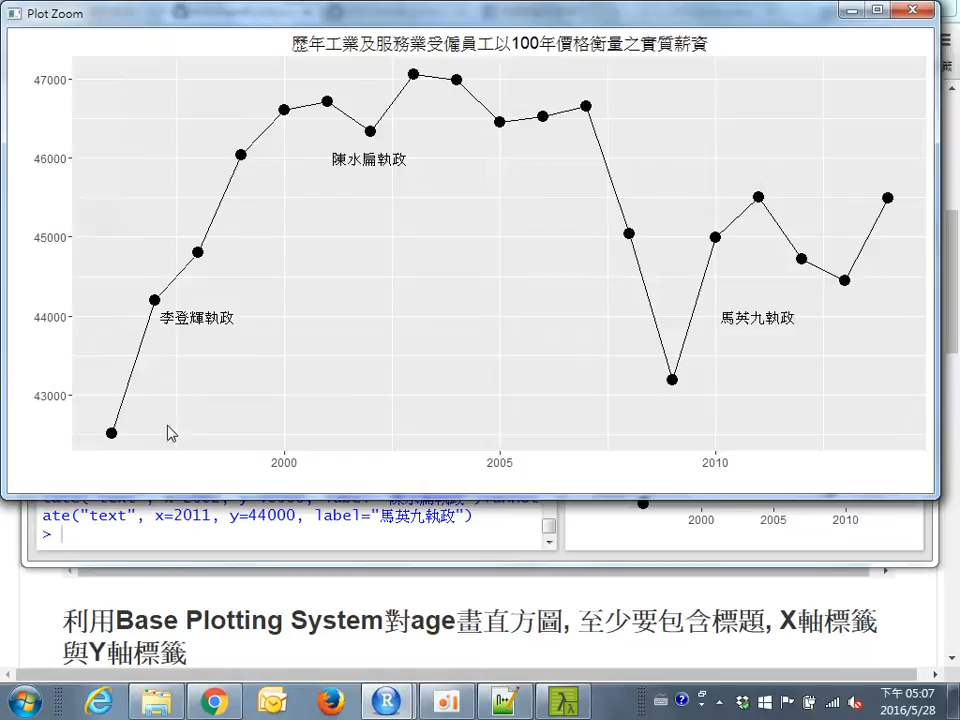 Plot Zoom
歷年工業及服務業受僱員工以100年價格衡量之實質薪資
47000
46000
陳水扁執政
45000
44000
李登輝執政
馬英九執政
43000
2000
2005
2010
ate("text", x=2011, y=44000, label="馬英九執政")
>
2000
2005
2010
利用Base Plotting System對age畫直方圖, 至少要包含標題, X軸標籤
與Y軸標籤
下午 05:07
2016/5/28